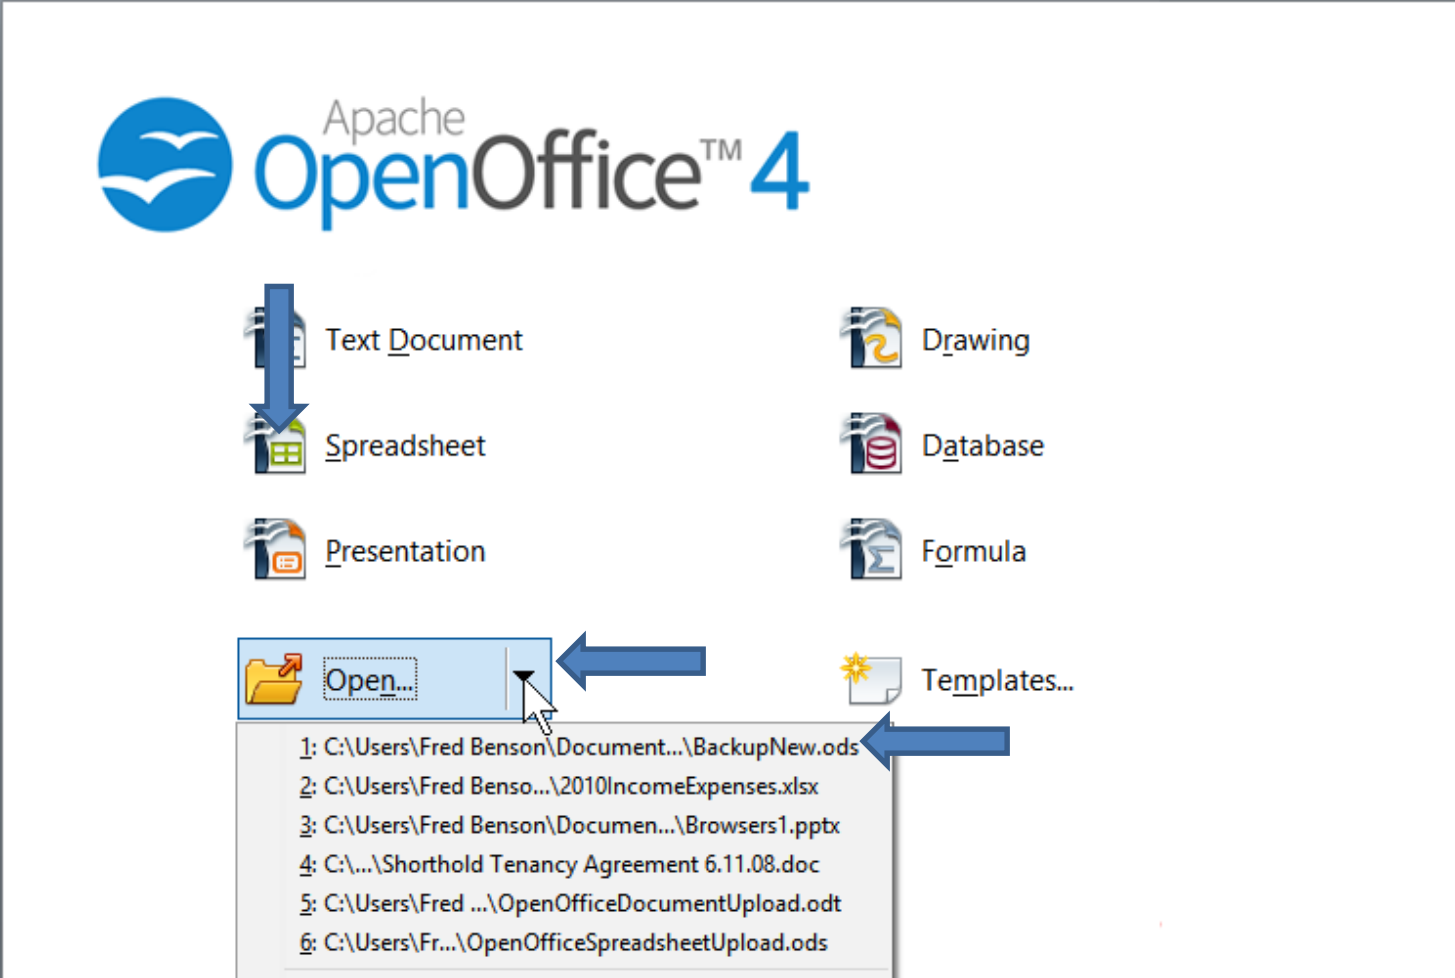 Apache
OpenOffice™ 4
Text Document
Drawing
Spreadsheet
Database
Presentation
Formula
Open...
Templates...
1: C:\Users\Fred Benson\Document...\BackupNew.ods
2: C:\Users\Fred Benso...\2010IncomeExpenses.xlsx
3: C:\Users\Fred Benson\Documen...\Browsers1.pptx
4: C:\...\Shorthold Tenancy Agreement 6.11.08.doc
5: C:\Users\Fred ...\OpenOfficeDocumentUpload.odt
6: C:\Users\Fr...\OpenOfficeSpreadsheetUpload.ods